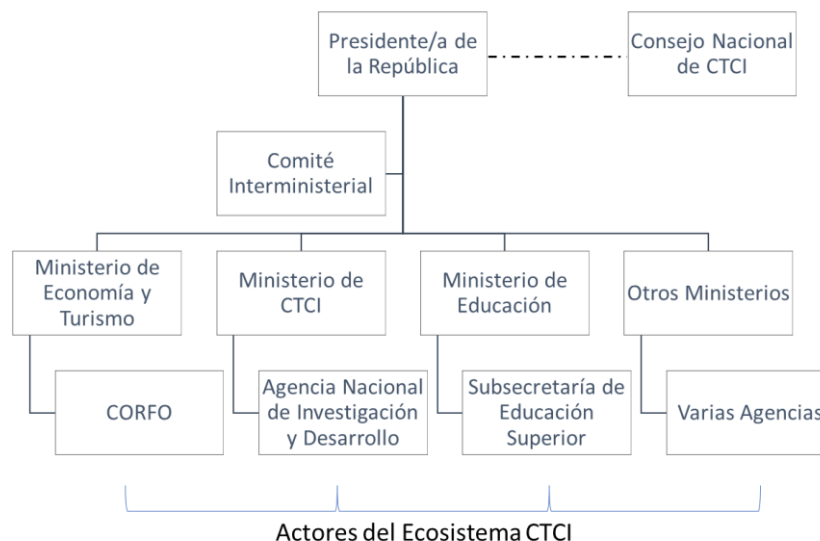 Presidente/a de
la República
Consejo Nacional
de CTCI
Comité
Interministerial
Ministerio de
Economía y
Turismo
Ministerio de
CTCI
Ministerio de
Educación
Otros Ministerios
CORFO
Agencia Nacional
de Investigación
y Desarrollo
Subsecretaría de
Educación
Superior
Varias Agencias
Actores del Ecosistema CTCI